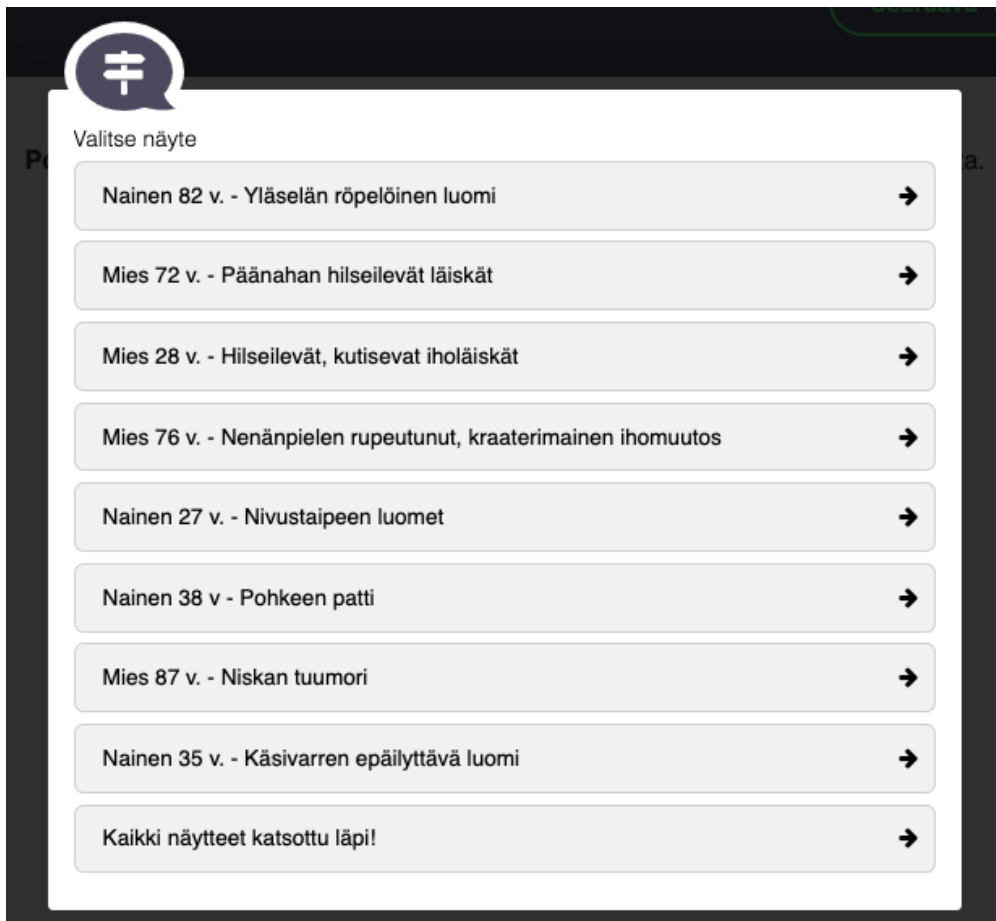 Valitse näyte
Nainen 82 v. - Yläselän röpelöinen luomi
Mies 72 v. - Päänahan hilseilevät läiskät
Mies 28 v. - Hilseilevät, kutisevat iholäiskät
Mies 76 v. - Nenänpielen rupeutunut, kraaterimainen ihomuutos
Nainen 27 v. - Nivustaipeen luomet
Nainen 38 v - Pohkeen patti
Mies 87 v. - Niskan tuumori
Nainen 35 v. - Käsivarren epäilyttävä luomi
Kaikki näytteet katsottu läpi!